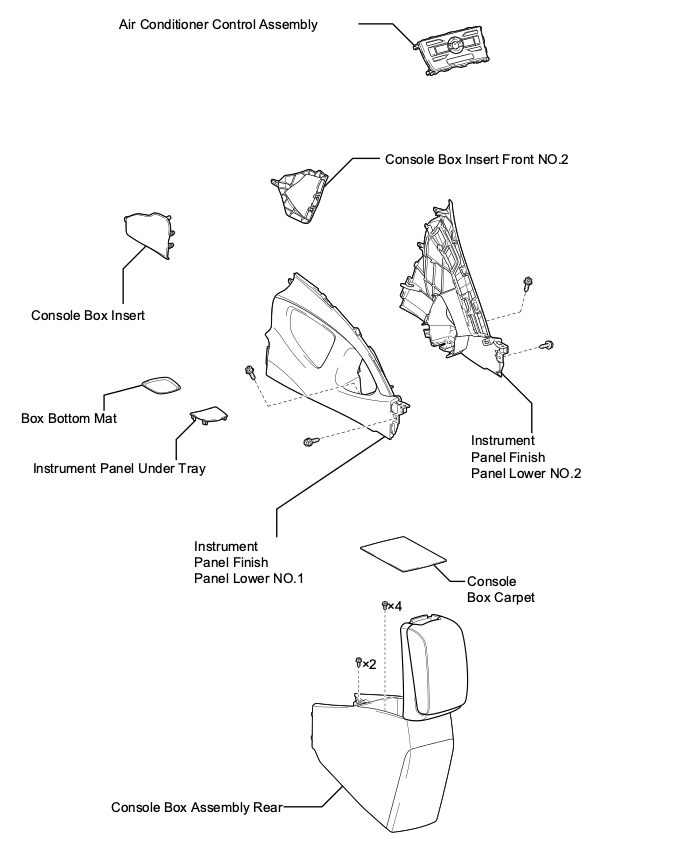 Air Conditioner Control Assembly
Console Box Insert Front NO.2
Console Box Insert
Box Bottom Mat
Instrument Panel Under Tray
Instrument
Panel Finish
Panel Lower NO.2
Instrument
Panel Finish
Panel Lower NO.1
Console
Box Carpet
×4
×2
Console Box Assembly Rear